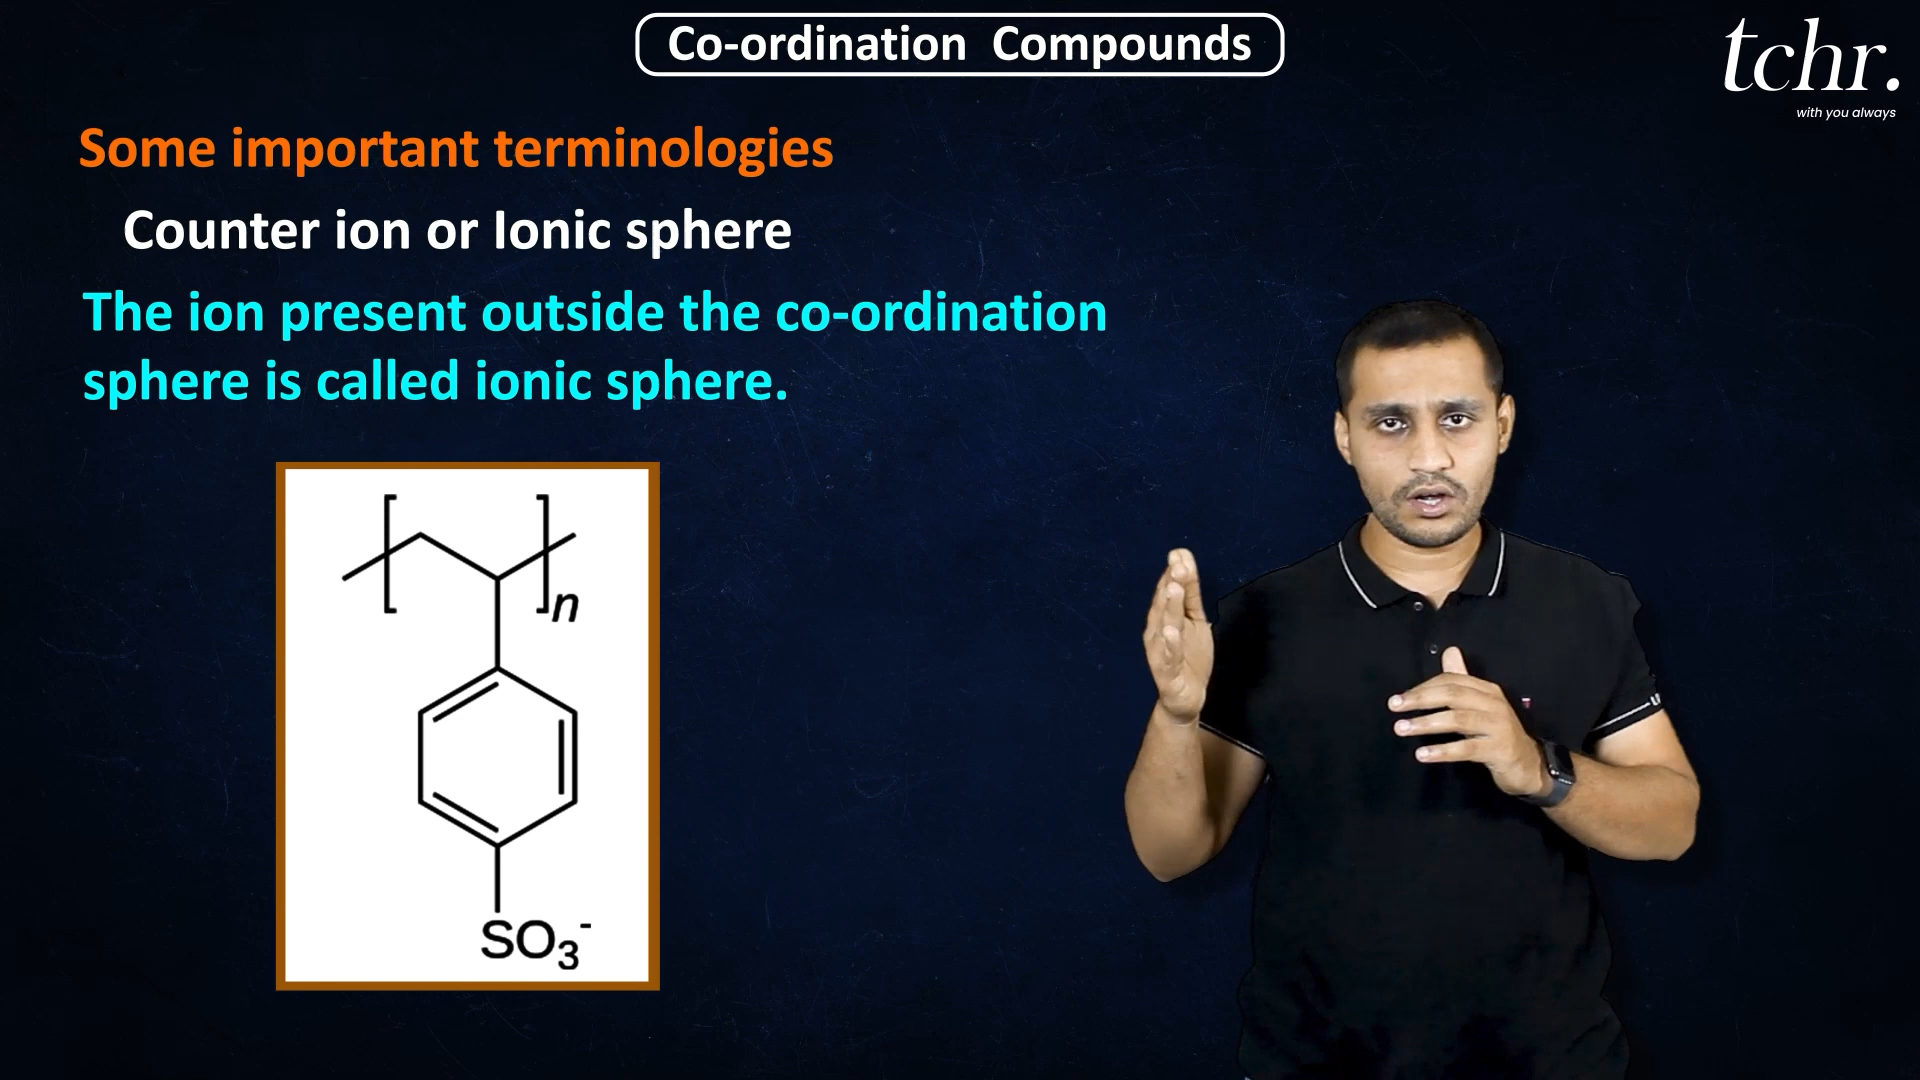 Co-ordination Compounds
tchr.
with you always
Some important terminologies
Counter ion or Ionic sphere
The ion present outside the co-ordination
sphere is called ionic sphere.
n
SO₃⁻